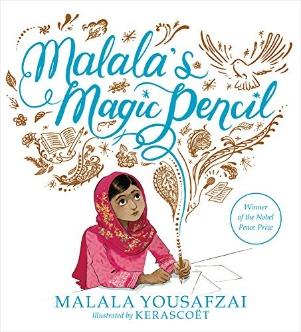 Malala's
Magic Pencil
Winner
of the Nobel
Peace Prize
MALALA YOUSAFZAI
Illustrated by KERASCOËT